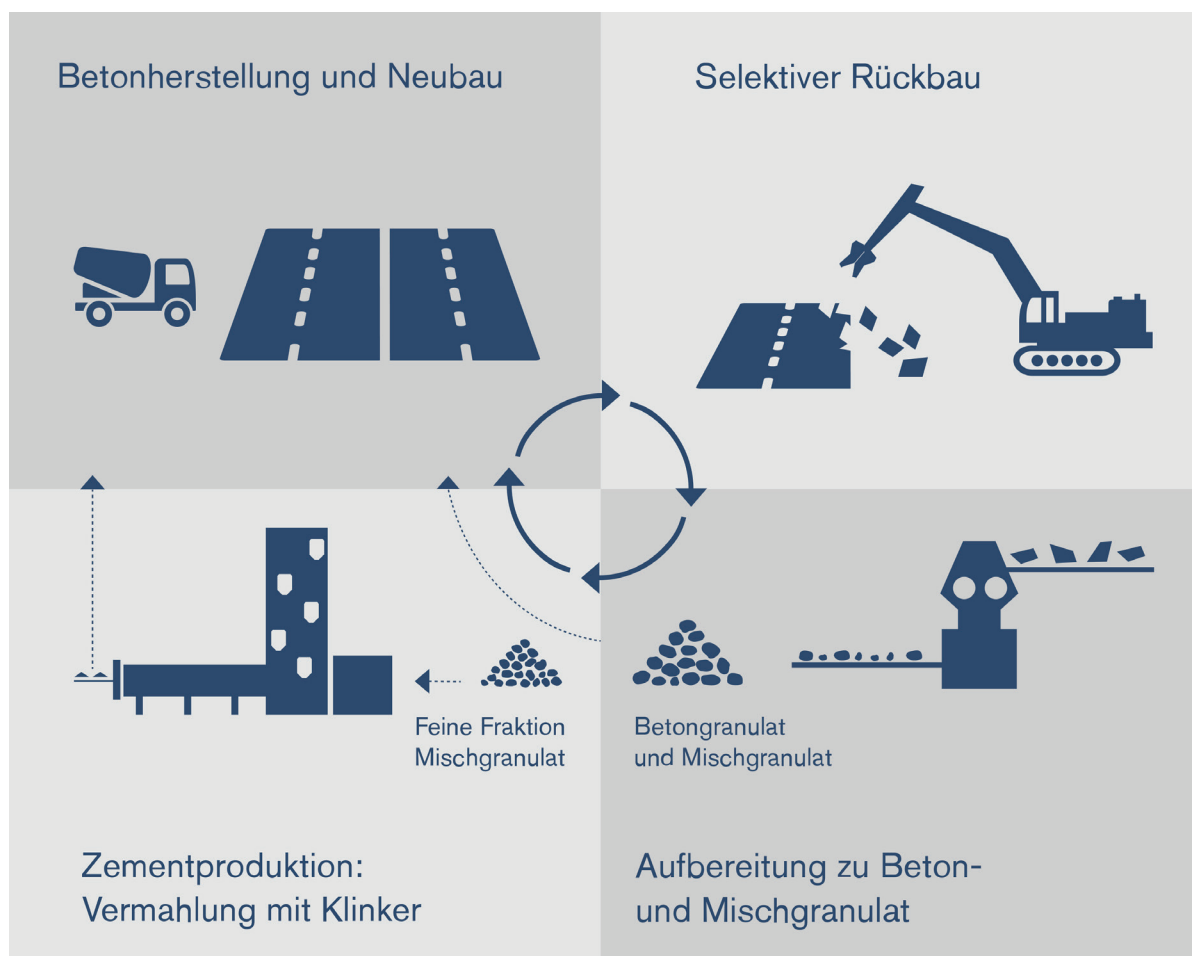 Betonherstellung und Neubau
Selektiver Rückbau
Feine Fraktion
Mischgranulat
Betongranulat
und Mischgranulat
Zementproduktion:
Vermahlung mit Klinker
Aufbereitung zu Beton-
und Mischgranulat